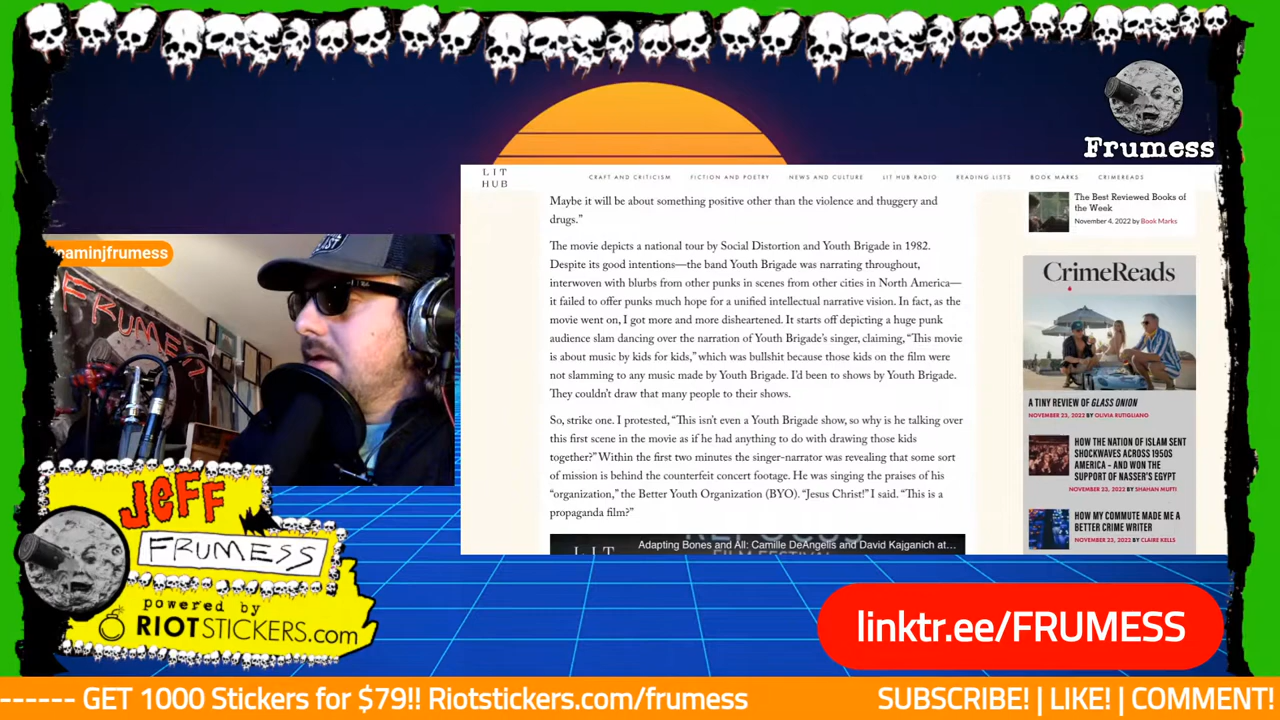 Frumess
LIT
HUB
CRAFT AND CRITICISM
FICTION AND POETRY
NEWS AND CULTURE
LIT HUB RADIO
READING LISTS
BOOK MARKS
CRIMEREADS
Maybe it will be about something positive other than the violence and thuggery and
drugs.”
The movie depicts a national tour by Social Distortion and Youth Brigade in 1982.
Despite its good intentions—the band Youth Brigade was narrating throughout,
interwoven with blurbs from other punks in scenes from other cities in North America—
it failed to offer punks much hope for a unified intellectual narrative vision. In fact, as the
movie went on, I got more and more disheartened. It starts off depicting a huge punk
audience slam dancing over the narration of Youth Brigade’s singer, claiming, “This movie
is about music by kids for kids,” which was bullshit because those kids on the film were
not slamming to any music made by Youth Brigade. I’d been to shows by Youth Brigade.
They couldn’t draw that many people to their shows.
So, strike one. I protested, “This isn’t even a Youth Brigade show, so why is he talking over
this first scene in the movie as if he had anything to do with drawing those kids
together?” Within the first two minutes the singer-narrator was revealing that some sort
of mission is behind the counterfeit concert footage. He was singing the praises of his
“organization,” the Better Youth Organization (BYO). “Jesus Christ!” I said. “This is a
propaganda film?”
LIT
Adapting Bones and All: Camille DeAngelis and David Kajganich at…
The Best Reviewed Books of
the Week
November 4, 2022 by Book Marks
CrimeReads
A TINY REVIEW OF GLASS ONION
NOVEMBER 23, 2022 BY OLIVIA RUTIGLIANO
HOW THE NATION OF ISLAM SENT
SHOCKWAVES ACROSS 1950S
AMERICA – AND WON THE
SUPPORT OF NASSER’S EGYPT
NOVEMBER 23, 2022 BY SHAHAN MUFTI
HOW MY COMMUTE MADE ME A
BETTER CRIME WRITER
NOVEMBER 23, 2022 BY CLAIRE KELLS
eaminjfrumess
FRUMESS
JEFF
FRUMESS
powered by
RIOTSTICKERS.com
linktr.ee/FRUMESS
------ GET 1000 Stickers for $79!! Riotstickers.com/frumess
SUBSCRIBE! | LIKE! | COMMENT!